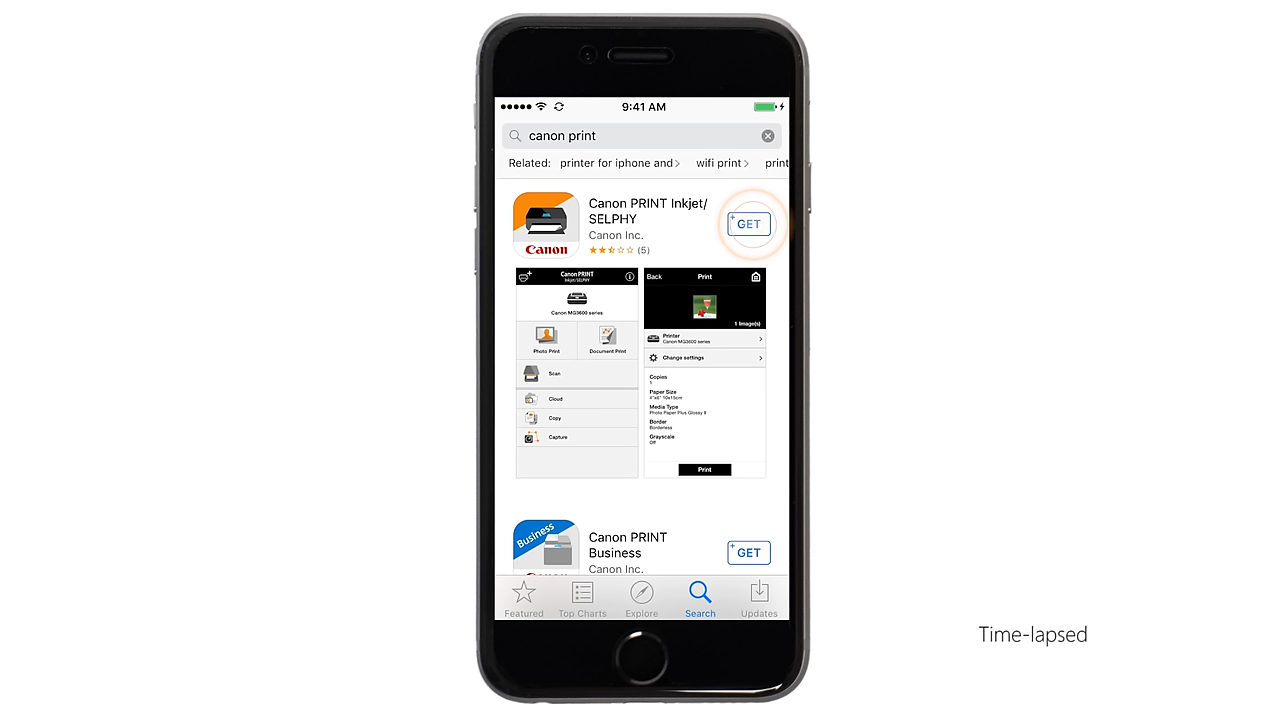 9:41 AM
canon print
Related: printer for iphone and wifi print print
Canon PRINT Inkjet/
SELPHY
Canon Inc.
(5)
GET
Canon
Canon PRINT
Inkjet/SELPHY
Canon MG3600 series
Photo Print Document Print
Scan
Cloud
Copy
Capture
Back Print
1 Image(s)
Printer
Canon MG3600 series
Change settings
Copies
1
Paper Size
4"x6" 10x15cm
Media Type
Photo Paper Plus Glossy II
Border
Borderless
Grayscale
Off
Print
Business
Canon PRINT
Business
Canon Inc.
GET
Featured Top Charts Explore Search Updates
Time-lapsed